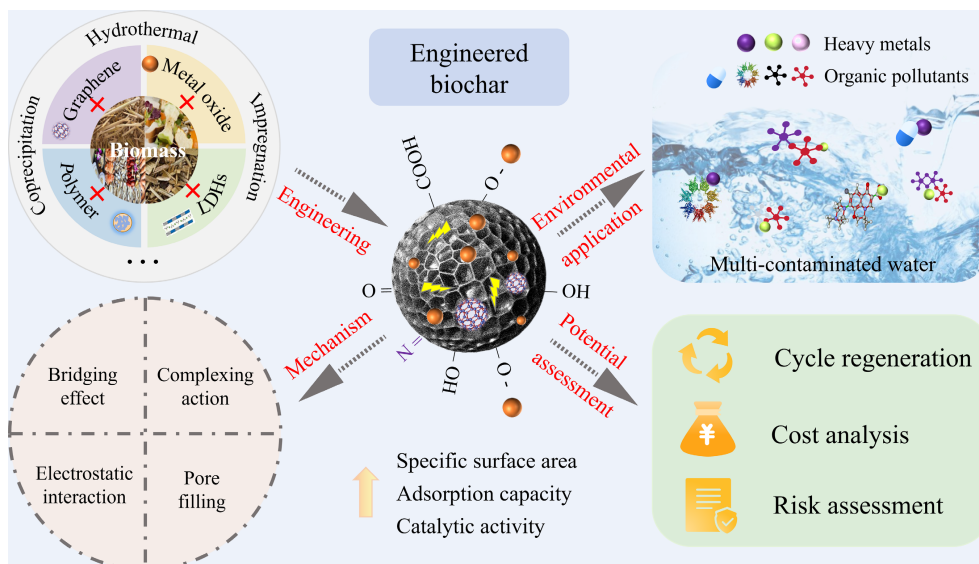 Hydrothermal
Coprecipitation
Impregnation
Graphene
Metal oxide
Biomass
Polymer
LDHs
...
Engineered
biochar
Heavy metals
Organic pollutants
Multi-contaminated water
Engineering
Environmental
application
Mechanism
Potential
assessment
COOH
O
O
OH
N
HO
O
Bridging
effect
Complexing
action
Electrostatic
interaction
Pore
filling
Specific surface area
Adsorption capacity
Catalytic activity
Cycle regeneration
¥
Cost analysis
Risk assessment